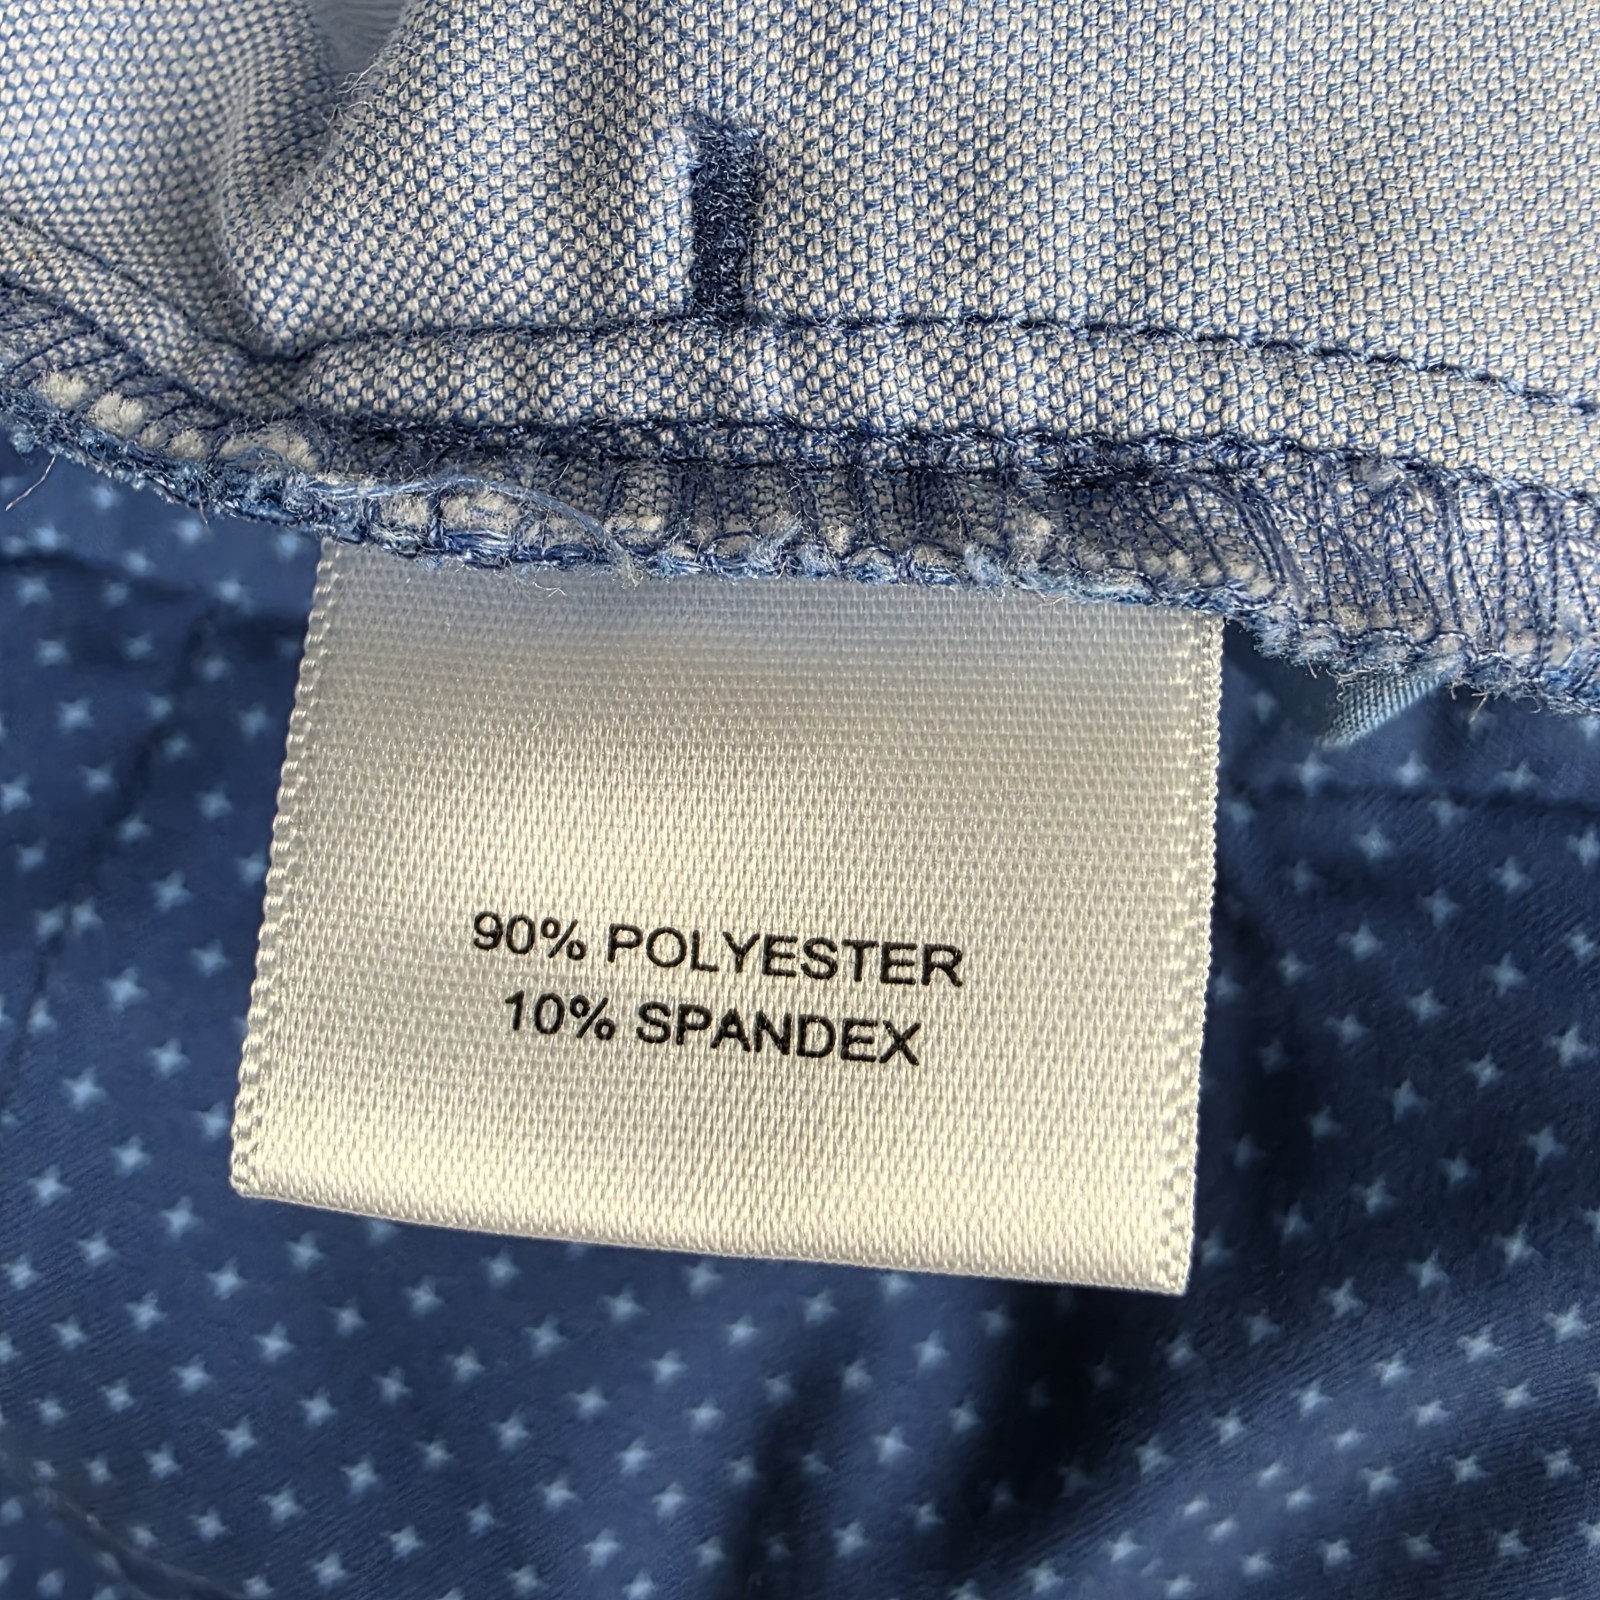 90% POLYESTER
10% SPANDEX